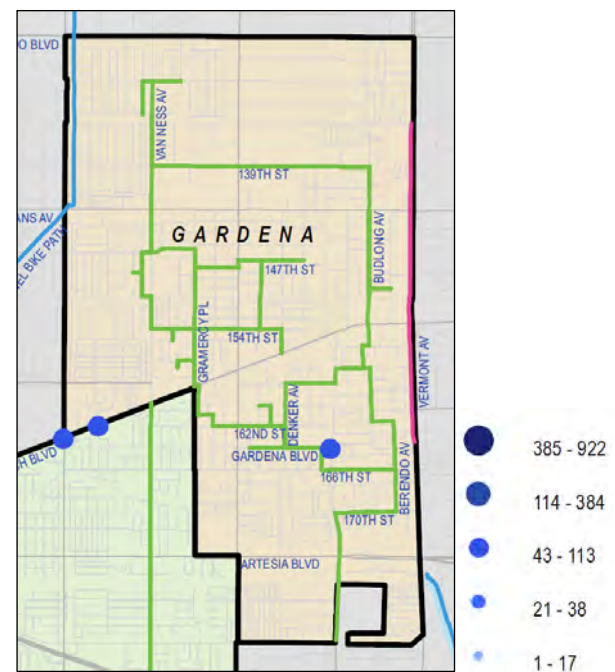 O BLVD
VAN NESS AV
139TH ST
ANS AV
EL BIKE PATH
GARDENA
BUDLONG AV
147TH ST
GRAMERCY PL
154TH ST
VERMONT AV
DENKER AV
162ND ST
CH BLVD
GARDENA BLVD
166TH ST
BERENDO AV
170TH ST
ARTESIA BLVD
385 - 922
114 - 384
43 - 113
21 - 38
1 - 17